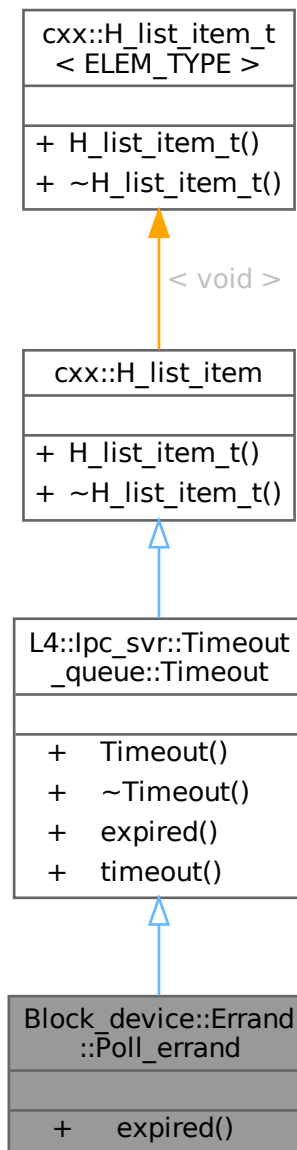 cxx::H_list_item_t
< ELEM_TYPE >
+ H_list_item_t()
+ ~H_list_item_t()
< void >
cxx::H_list_item
+ H_list_item_t()
+ ~H_list_item_t()
L4::Ipc_svr::Timeout
_queue::Timeout
+ Timeout()
+ ~Timeout()
+ expired()
+ timeout()
Block_device::Errand
::Poll_errand
+ expired()